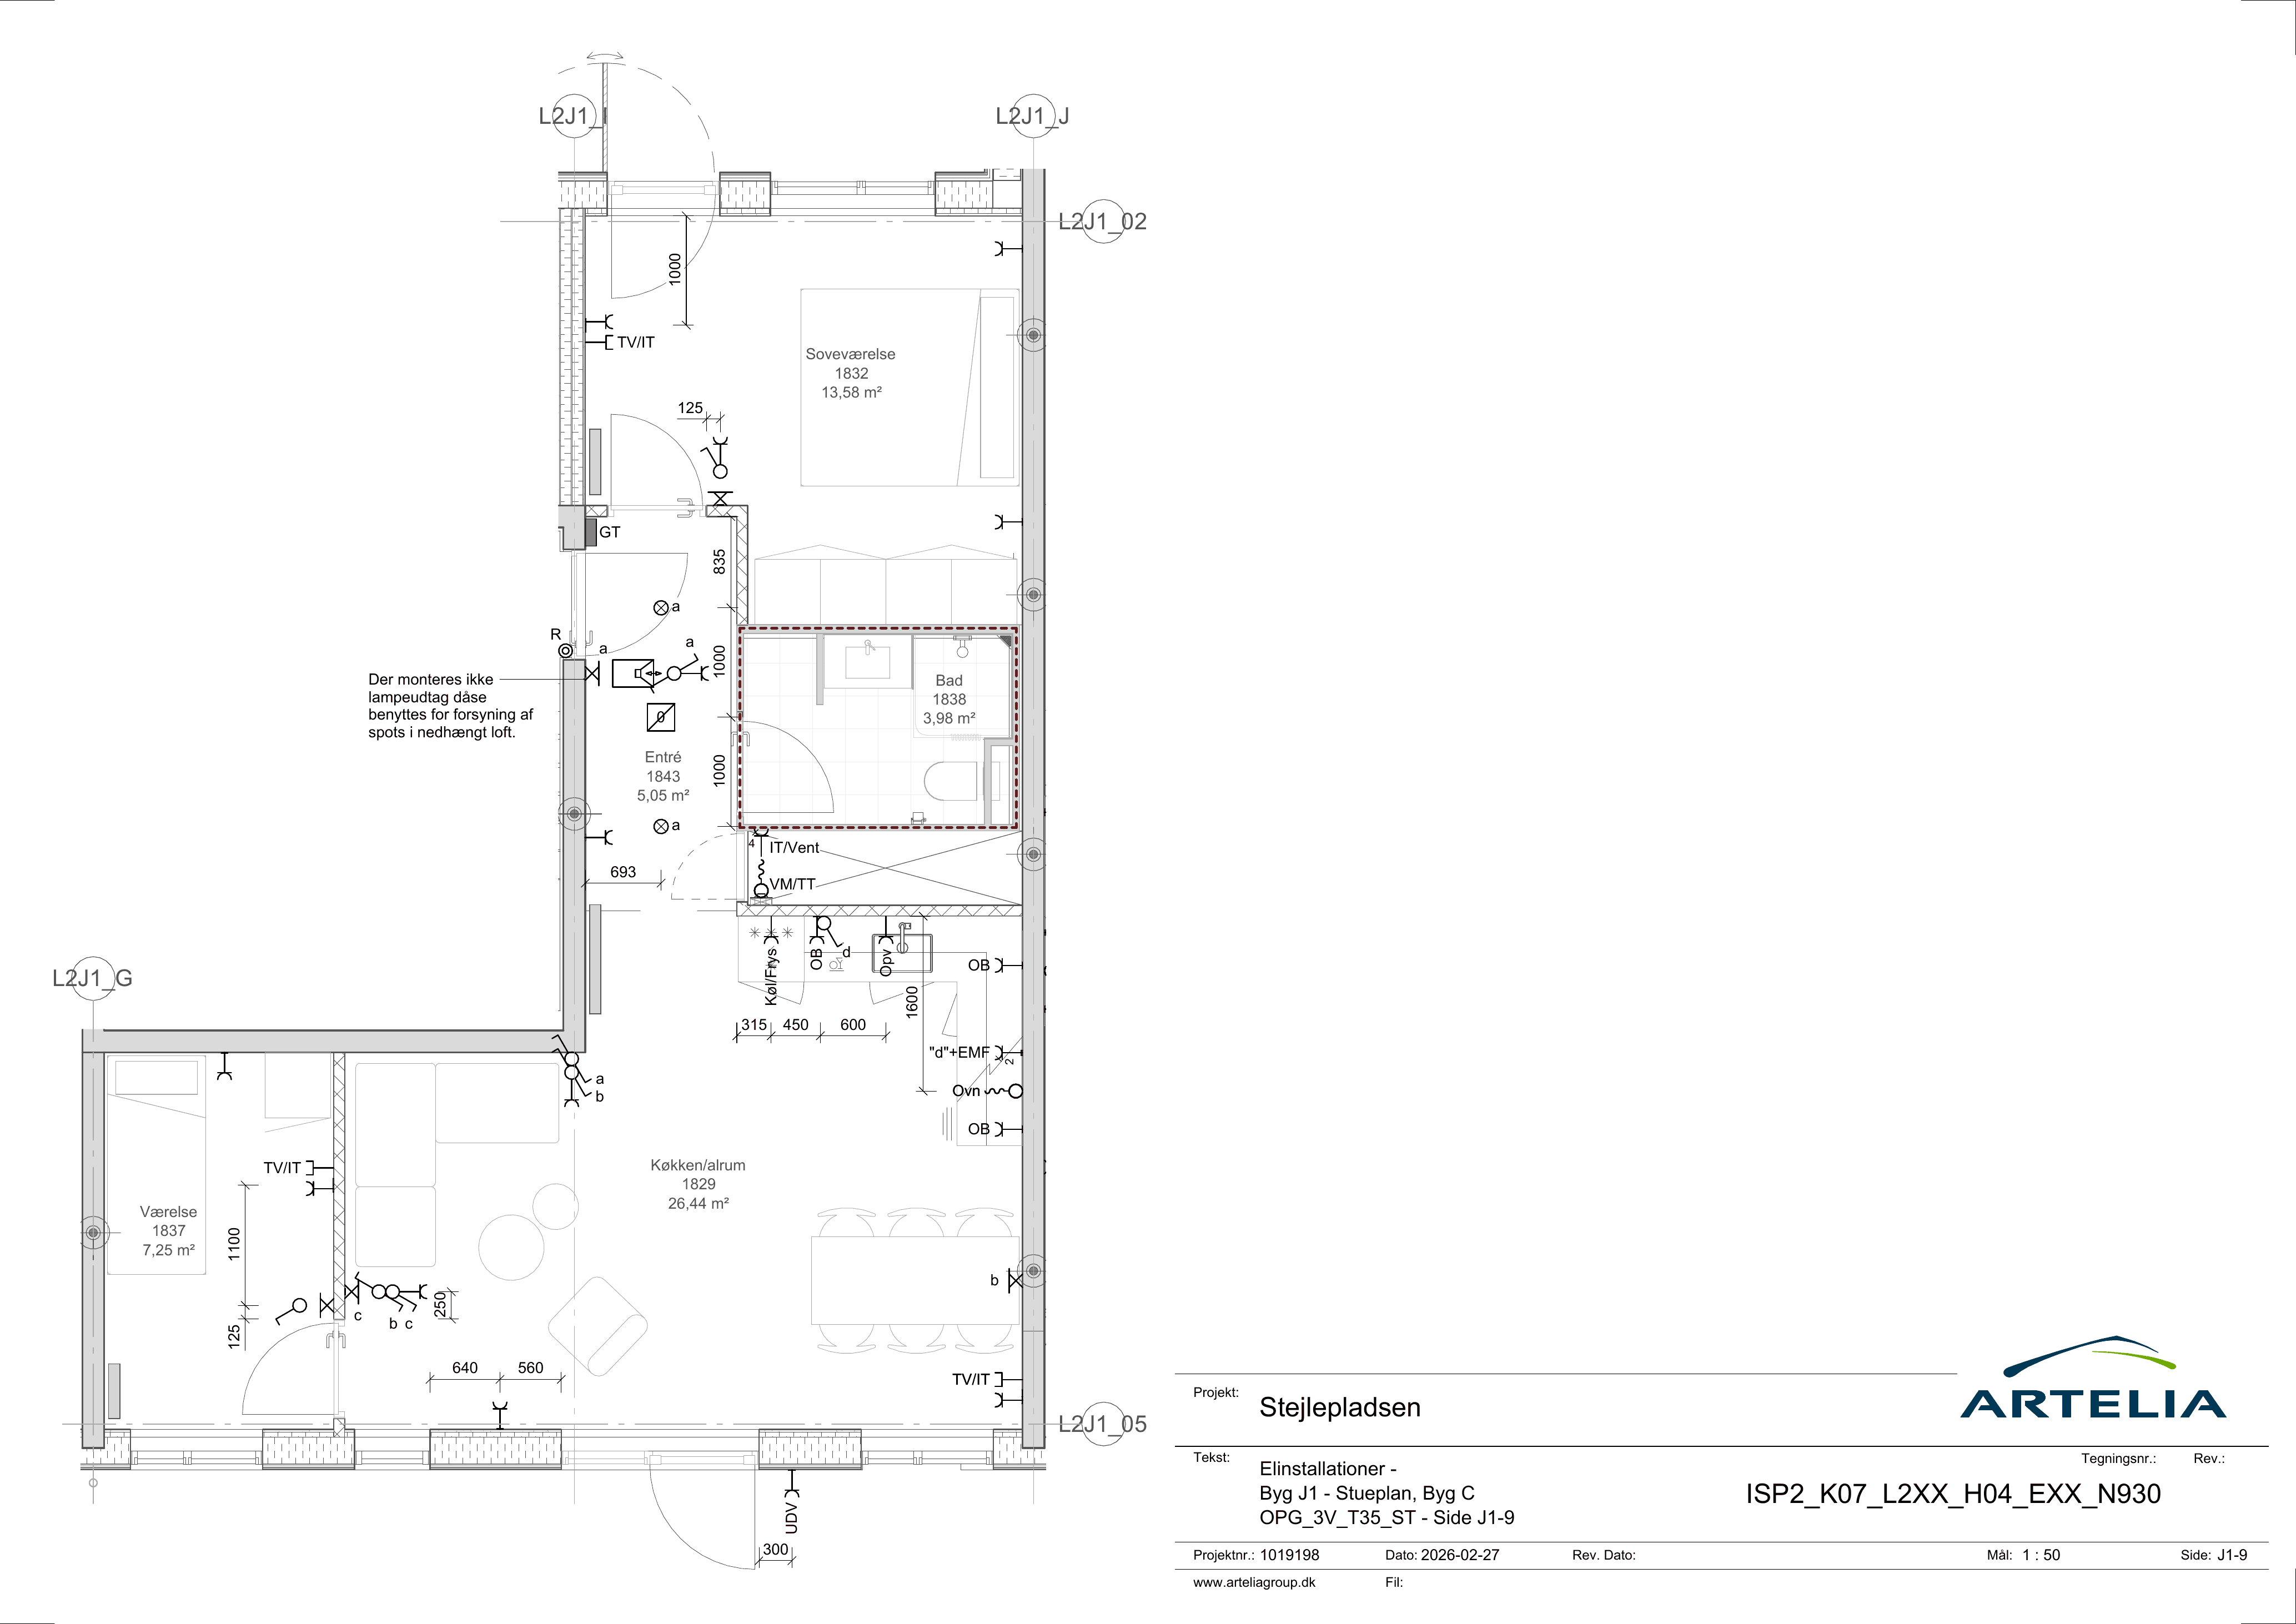 L2J1_I
L2J1_J
L2J1_02
1000
TV/IT
Soveværelse
1832
13,58 m²
125
GT
835
a
R
a
a
1000
Der monteres ikke
lampeudtag dåse
benyttes for forsyning af
spots i nedhængt loft.
Bad
1838
3,98 m²
0
Entré
1843
5,05 m²
1000
a
4
IT/Vent
693
VM/TT
Køl/Frys
OB
d
Opv
OB
L2J1_G
1600
315
450
600
"d"+EMF
2
a
b
Ovn
OB
TV/IT
Køkken/alrum
1829
26,44 m²
Værelse
1837
7,25 m²
1100
b
c
b c
250
125
640
560
TV/IT
L2J1_05
UDV
300
ARTELIA
Projekt:
Stejlepladsen
Tekst:
Elinstallationer -
Byg J1 - Stueplan, Byg C
OPG_3V_T35_ST - Side J1-9
Tegningsnr.:
Rev.:
ISP2_K07_L2XX_H04_EXX_N930
Projektnr.: 1019198
Dato: 2026-02-27
Rev. Dato:
Mål: 1 : 50
Side: J1-9
www.arteliagroup.dk
Fil: